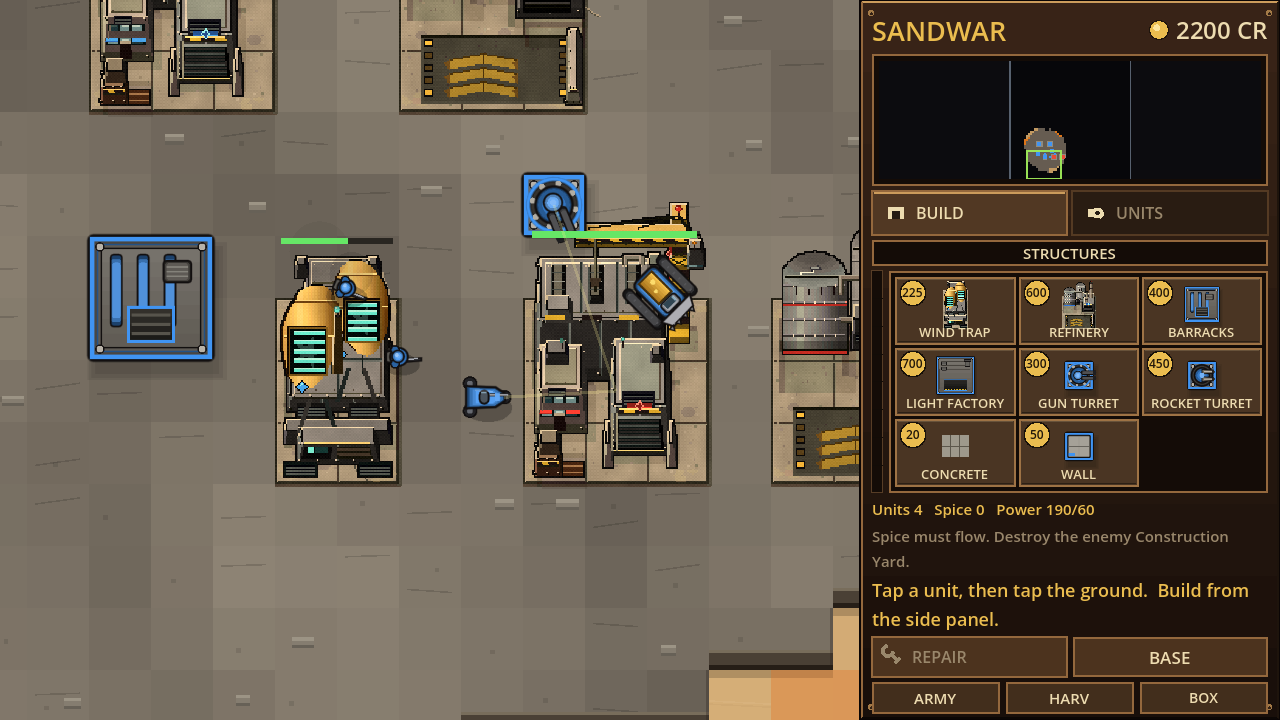 SANDWAR
2200 CR
BUILD
UNITS
STRUCTURES
225
WIND TRAP
600
REFINERY
400
BARRACKS
700
LIGHT FACTORY
300
GUN TURRET
450
ROCKET TURRET
20
CONCRETE
50
WALL
Units 4 Spice 0 Power 190/60
Spice must flow. Destroy the enemy Construction
Yard.
Tap a unit, then tap the ground. Build from
the side panel.
REPAIR
BASE
ARMY
HARV
BOX